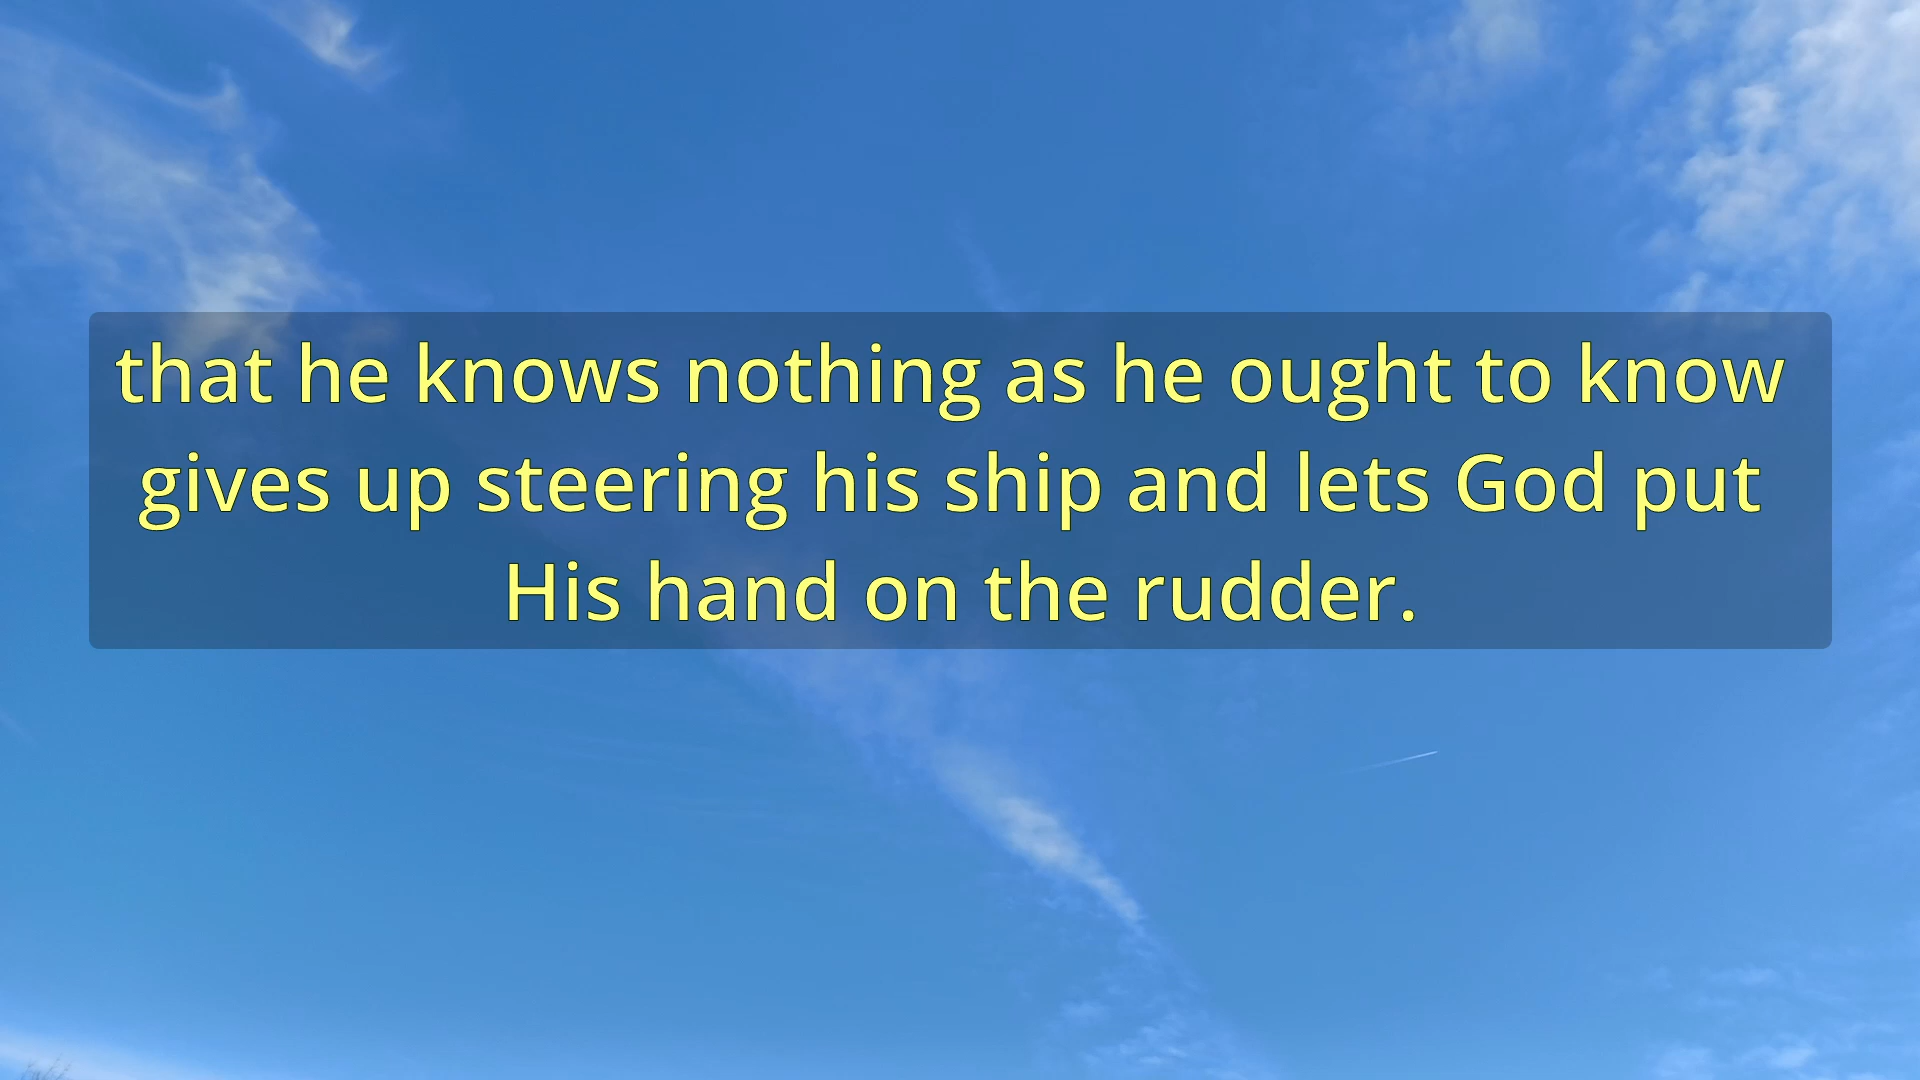 that he knows nothing as he ought to know
gives up steering his ship and lets God put
His hand on the rudder.